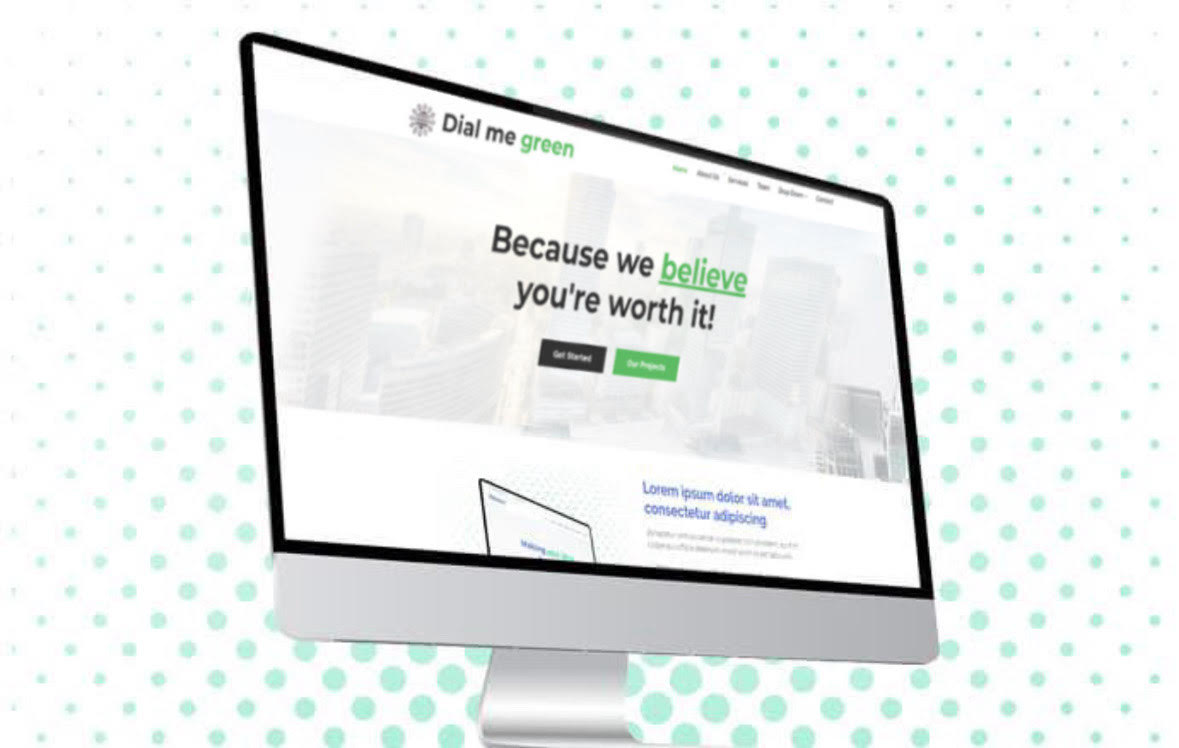 Dial me green
Home About Us Services Team Drop Down Contact
Because we believe
you're worth it!
Get Started Our Projects
Lorem ipsum dolor sit amet,
consectetur adipiscing
Making